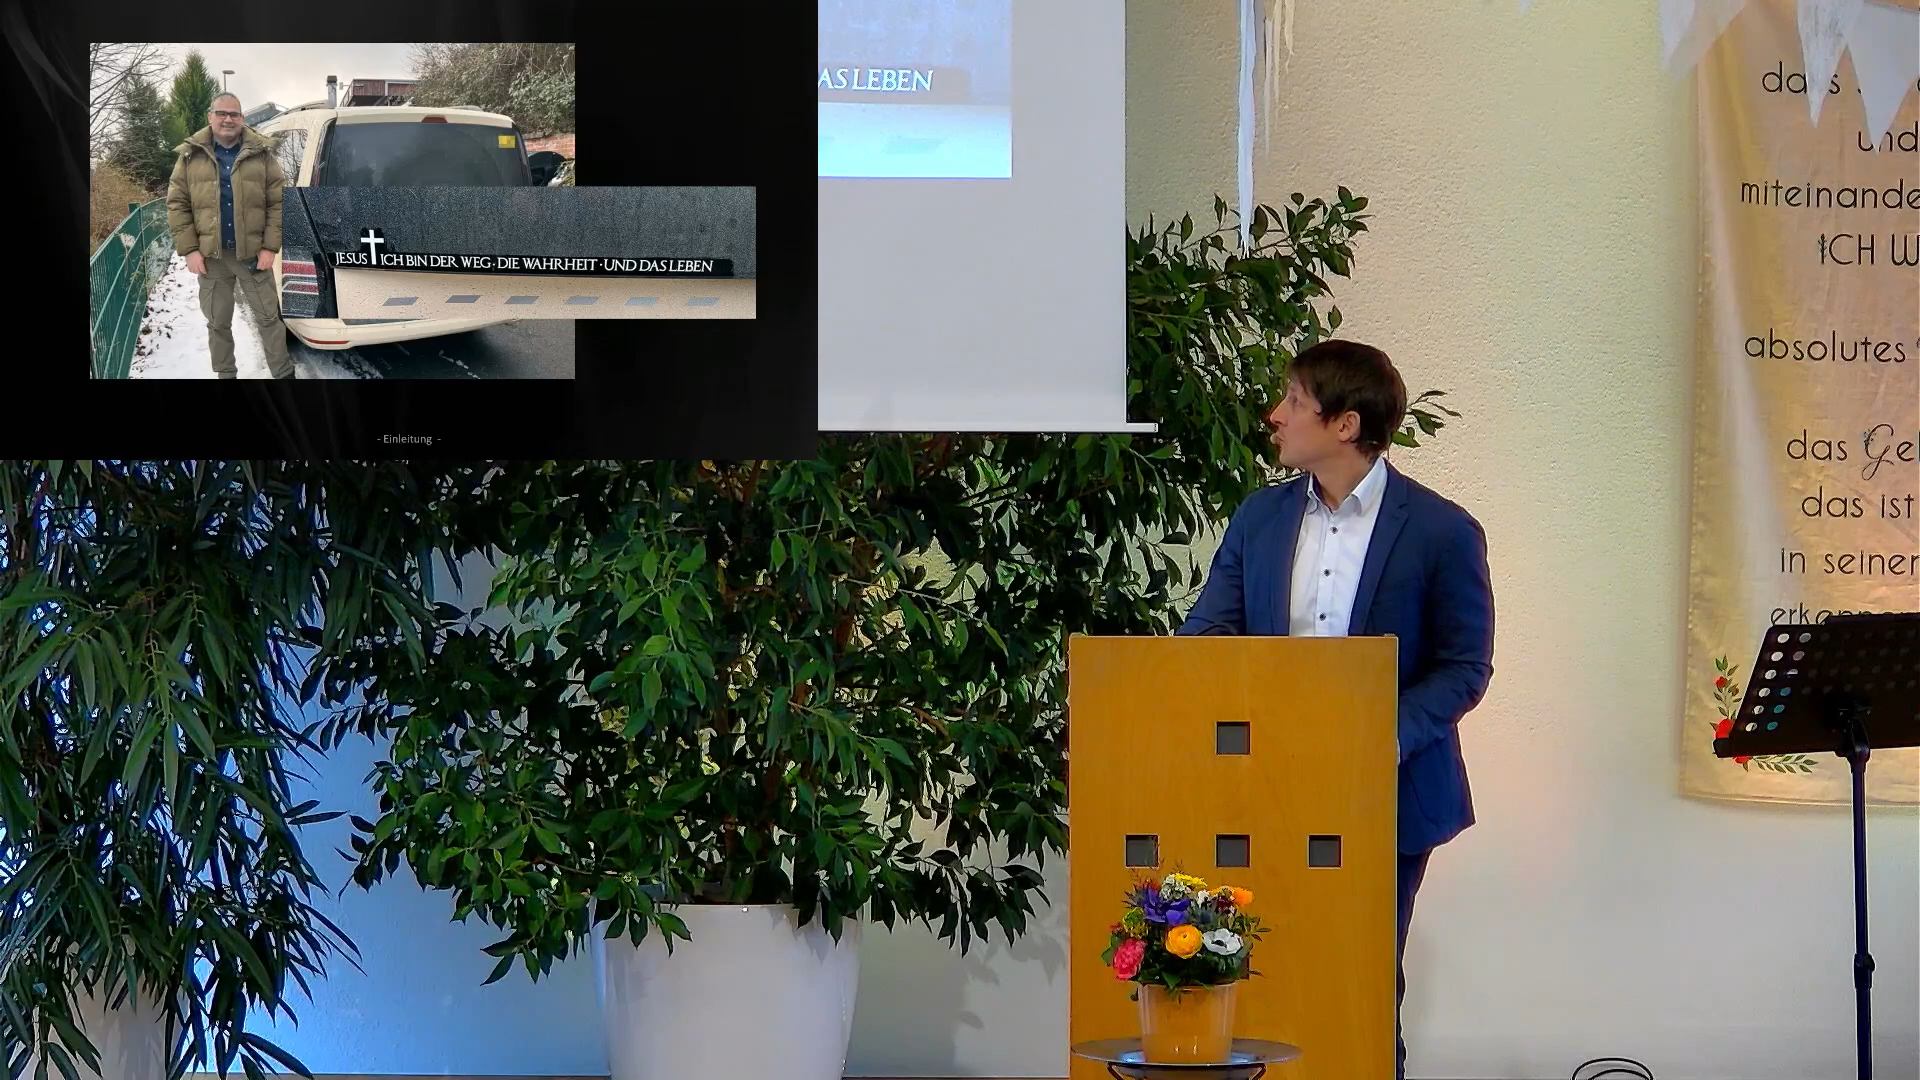 JESUS ICH BIN DER WEG · DIE WAHRHEIT · UND DAS LEBEN
- Einleitung -
AS LEBEN
das
und
miteinande
ICH W
absolutes
das Gel
das ist
in seiner